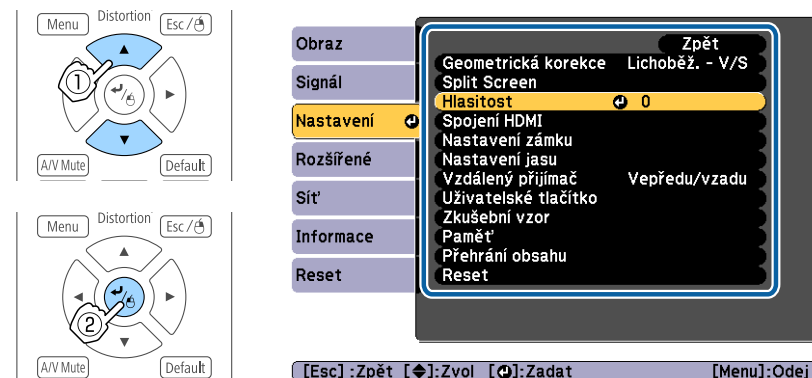 Menu
Distortion
Esc/
1
A/V Mute
Default
Menu
Distortion
Esc/
2
A/V Mute
Default
Obraz
Signál
Nastavení
Rozšířené
Síť
Informace
Reset
Zpět
Geometrická korekce Lichoběž. - V/S
Split Screen
Hlasitost 0
Spojení HDMI
Nastavení zámku
Nastavení jasu
Vzdálený přijímač Vepředu/vzadu
Uživatelské tlačítko
Zkušební vzor
Paměť
Přehrání obsahu
Reset
[Esc] :Zpět [◆]:Zvol [⏎]:Zadat [Menu]:Odej